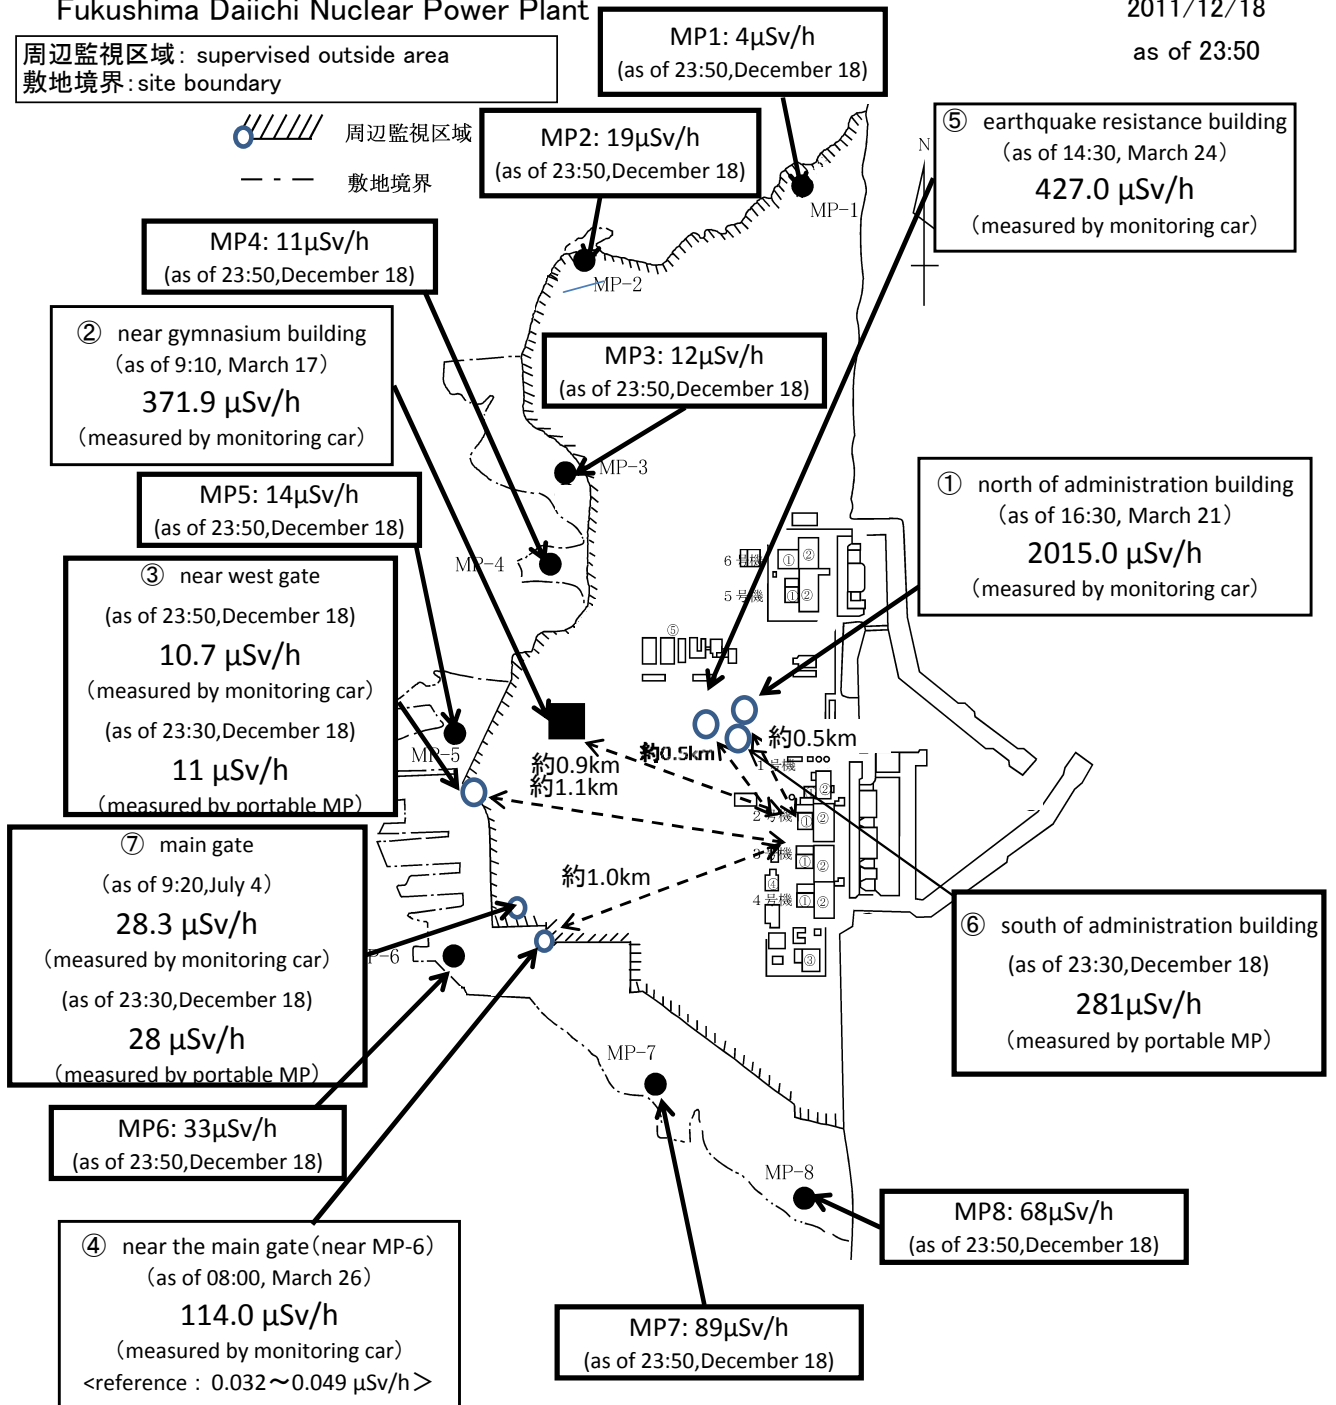 Fukushima Daiichi Nuclear Power Plant
2011/12/18
as of 23:50
周辺監視区域: supervised outside area
敷地境界:site boundary
周辺監視区域
敷地境界
MP1: 4μSv/h
(as of 23:50,December 18)
MP2: 19μSv/h
(as of 23:50,December 18)
⑤ earthquake resistance building
(as of 14:30, March 24)
427.0 μSv/h
(measured by monitoring car)
N
MP-1
MP4: 11μSv/h
(as of 23:50,December 18)
MP-2
② near gymnasium building
(as of 9:10, March 17)
371.9 μSv/h
(measured by monitoring car)
MP3: 12μSv/h
(as of 23:50,December 18)
MP-3
MP5: 14μSv/h
(as of 23:50,December 18)
① north of administration building
(as of 16:30, March 21)
2015.0 μSv/h
(measured by monitoring car)
MP-4
③ near west gate
(as of 23:50,December 18)
10.7 μSv/h
(measured by monitoring car)
(as of 23:30,December 18)
11 μSv/h
(measured by portable MP)
6号機
① ②
5号機
① ②
⑤
MP-5
約0.9km
約1.1km
約0.5km
約0.5km
1号機
②
2号機
① ②
3号機
① ②
④
4号機
① ②
③
約1.0km
⑦ main gate
(as of 9:20,July 4)
28.3 μSv/h
(measured by monitoring car)
(as of 23:30,December 18)
28 μSv/h
(measured by portable MP)
P-6
⑥ south of administration building
(as of 23:30,December 18)
281μSv/h
(measured by portable MP)
MP-7
MP6: 33μSv/h
(as of 23:50,December 18)
MP-8
MP8: 68μSv/h
(as of 23:50,December 18)
④ near the main gate(near MP-6)
(as of 08:00, March 26)
114.0 μSv/h
(measured by monitoring car)
<reference : 0.032～0.049 μSv/h＞
MP7: 89μSv/h
(as of 23:50,December 18)